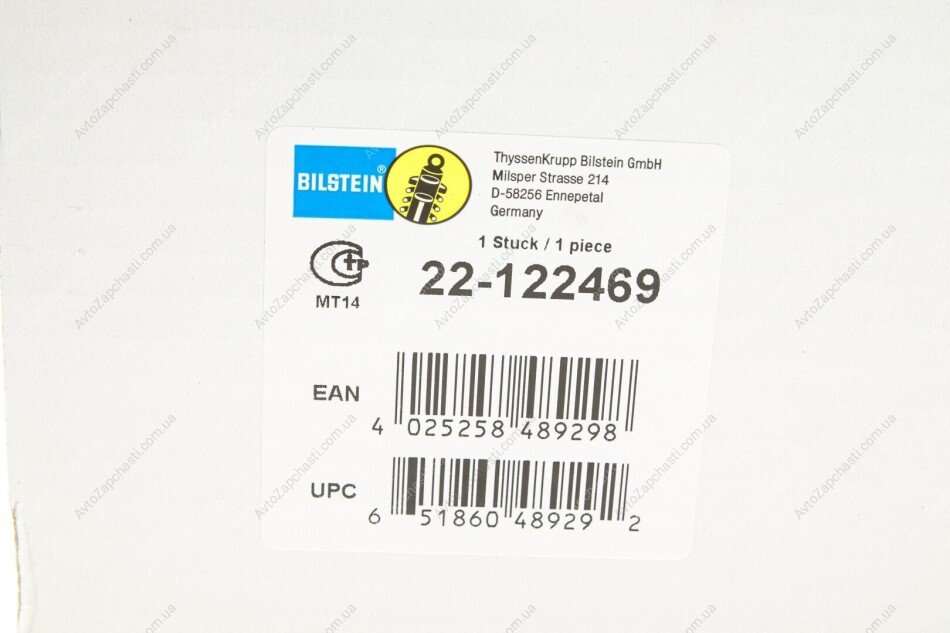 BILSTEIN®
ThyssenKrupp Bilstein GmbH
Milsper Strasse 214
D-58256 Ennepetal
Germany
1 Stuck / 1 piece
22-122469
MT14
EAN
4 025258 489298
UPC
6 51860 48929 2
AvtoZapchasti.com.ua